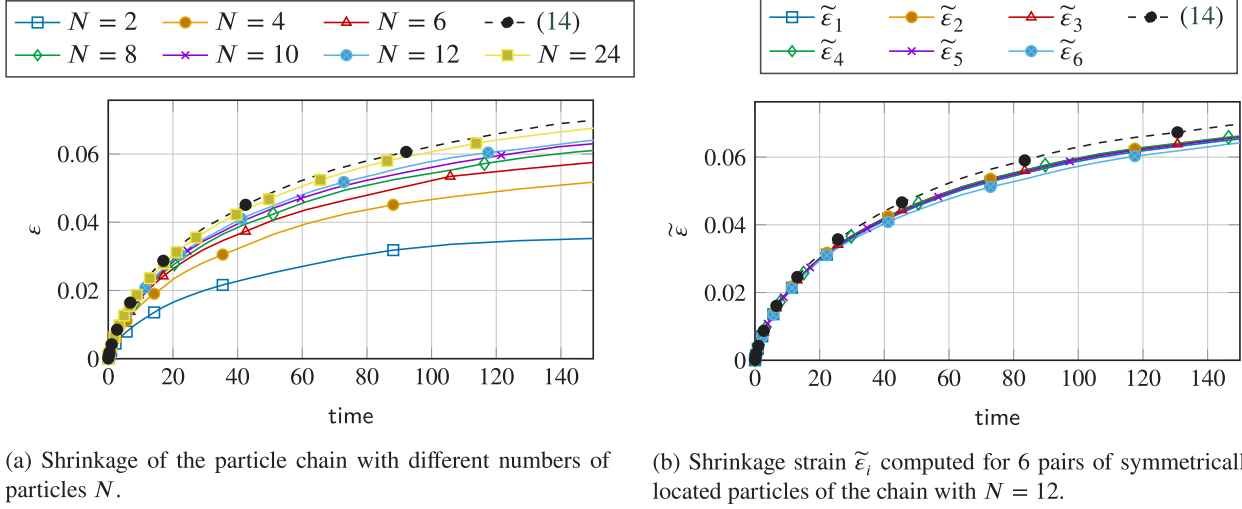 N = 2 N = 4 N = 6 (14)
N = 8 N = 10 N = 12 N = 24
0.06
0.04
0.02
0
ε
0 20 40 60 80 100 120 140
time
(a) Shrinkage of the particle chain with different numbers of
particles N.
ε̃₁ ε̃₂ ε̃₃ (14)
ε̃₄ ε̃₅ ε̃₆
0.06
0.04
0.02
0
ε̃
0 20 40 60 80 100 120 140
time
(b) Shrinkage strain ε̃ᵢ computed for 6 pairs of symmetricall
located particles of the chain with N = 12.